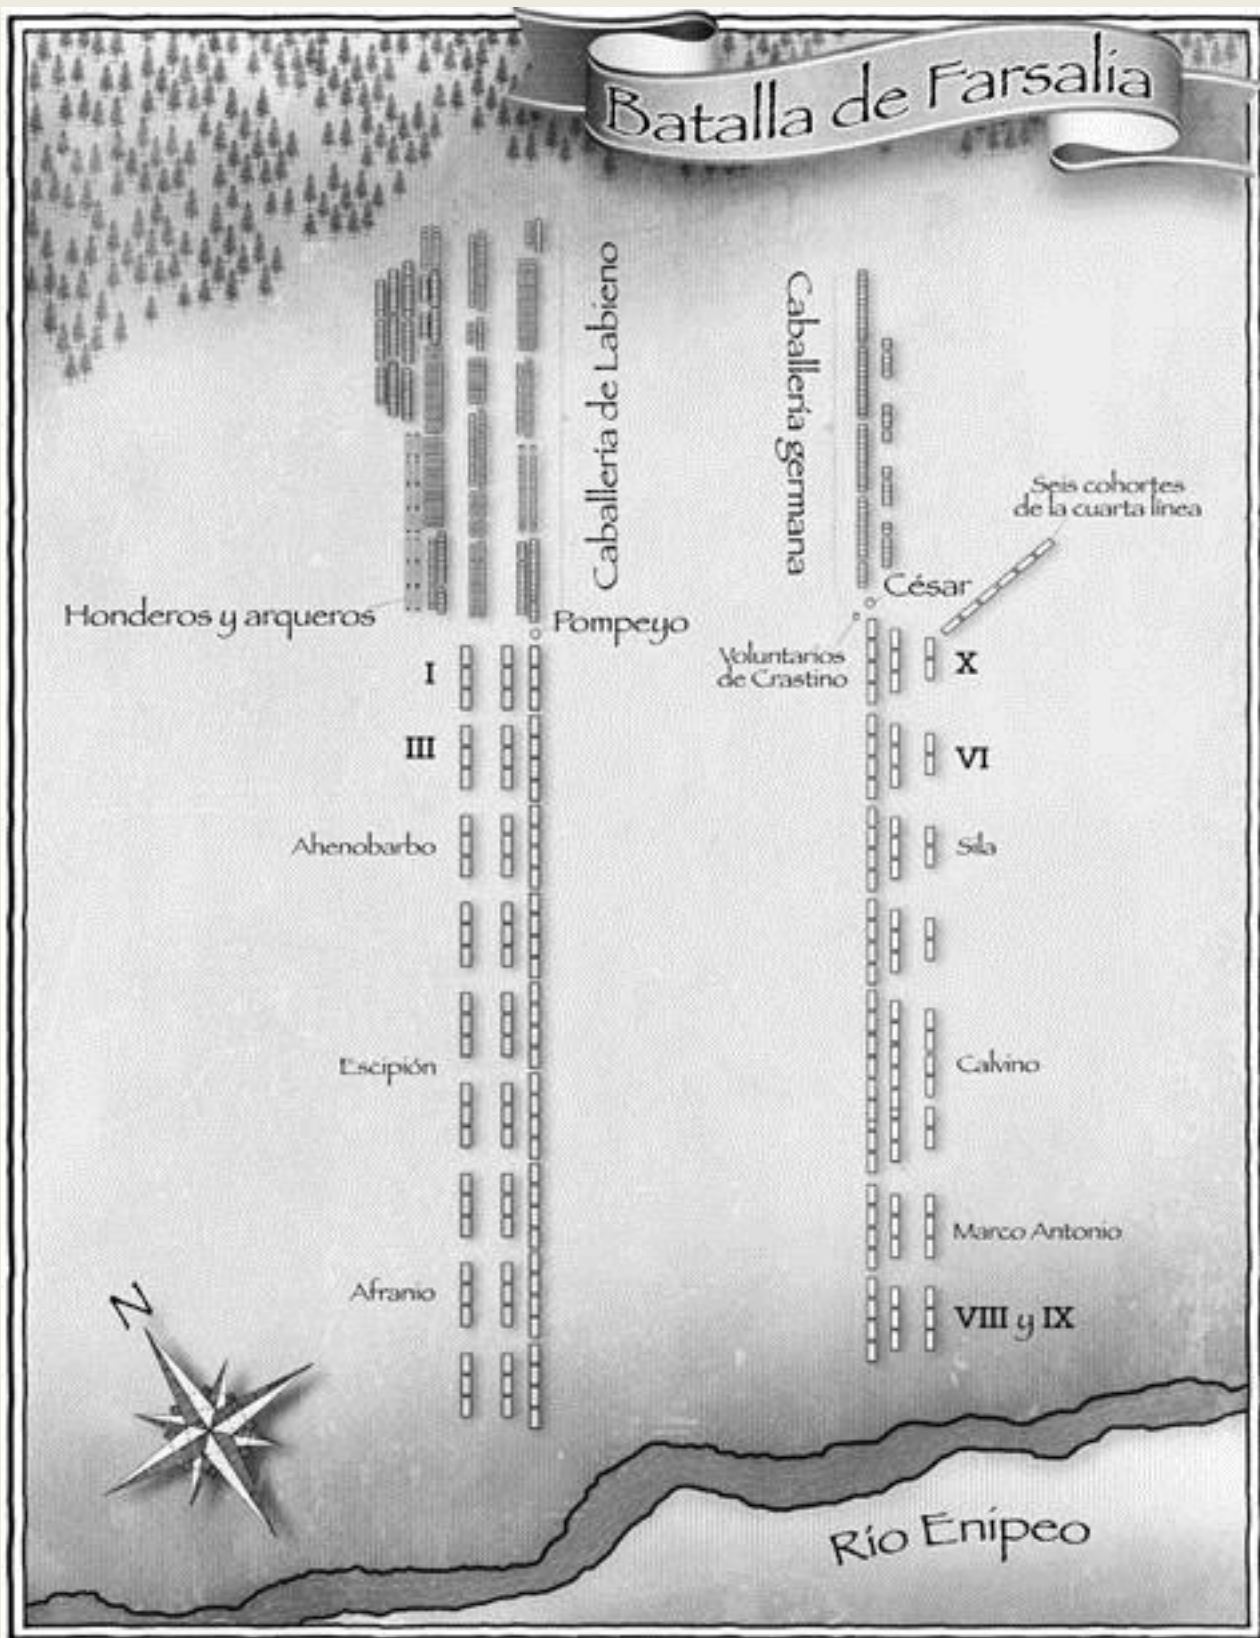 Batalla de Farsalia
Caballería de Labieno
Caballería germana
Seis cohortes
de la cuarta línea
César
Honderos y arqueros
Pompeyo
Voluntarios
de Crastino
I
X
III
VI
Ahenobarbo
Sila
Escipión
Calvino
Marco Antonio
Afranio
VIII y IX
N
Río Enipeo